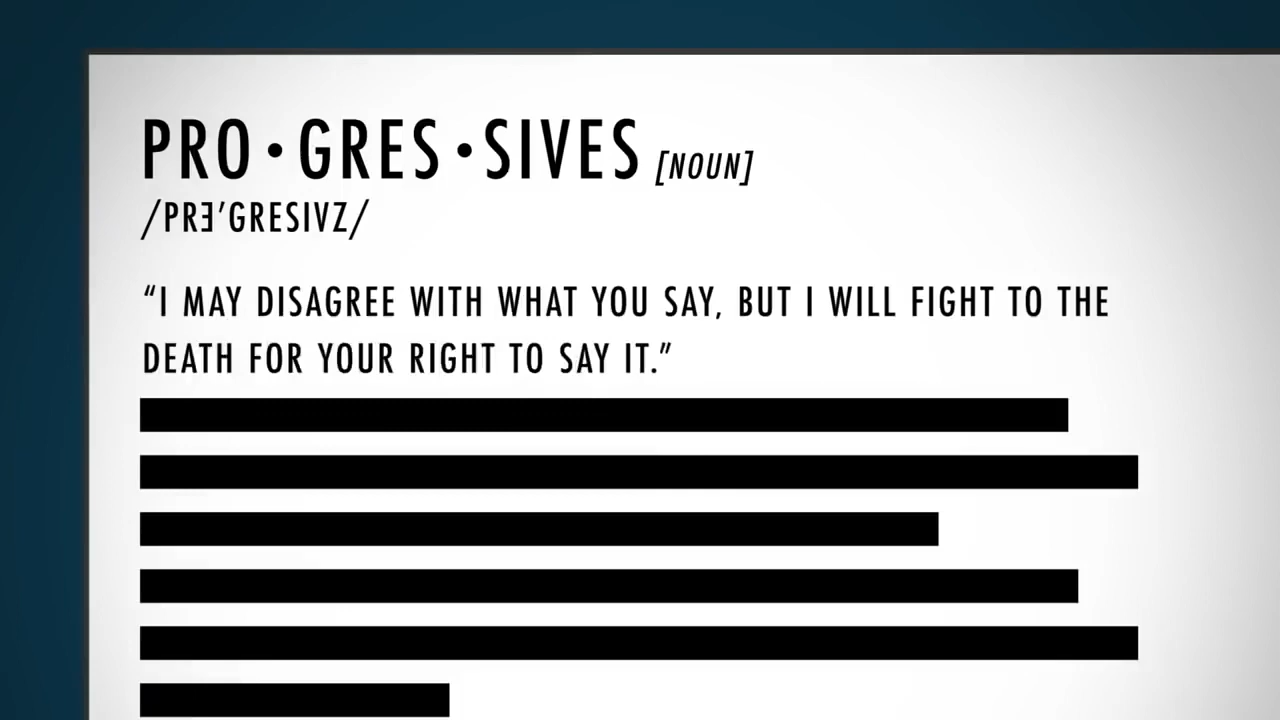 PRO•GRES•SIVES [NOUN]
/PRƎ’GRESIVZ/
“I MAY DISAGREE WITH WHAT YOU SAY, BUT I WILL FIGHT TO THE
DEATH FOR YOUR RIGHT TO SAY IT.”